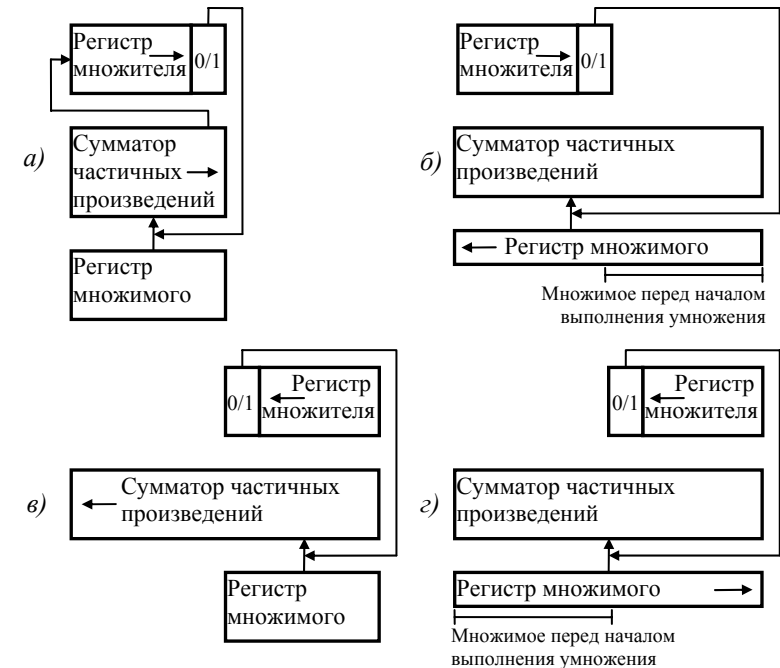 Регистр
множителя
0/1
Сумматор
частичных
произведений
а)
Регистр
множимого
Регистр
множителя
0/1
Сумматор частичных
произведений
б)
Регистр множимого
Множимое перед началом
выполнения умножения
0/1
Регистр
множителя
Сумматор частичных
произведений
в)
Регистр
множимого
0/1
Регистр
множителя
Сумматор частичных
произведений
г)
Регистр множимого
Множимое перед началом
выполнения умножения